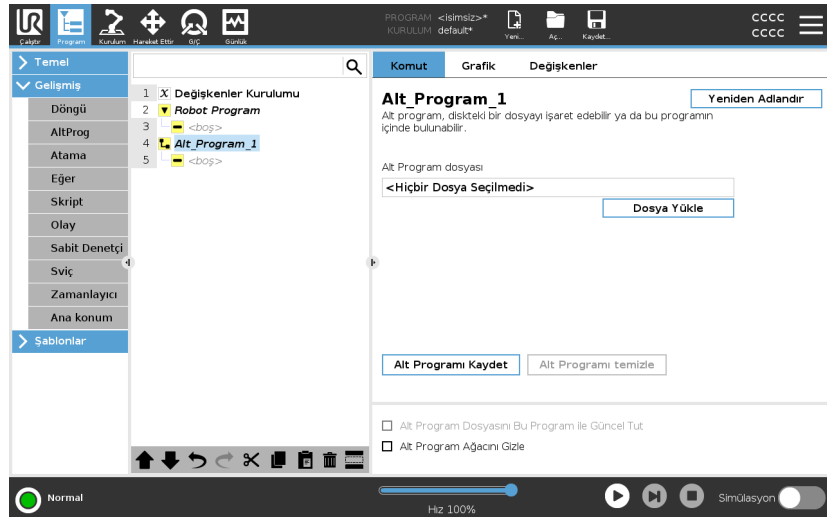 UR
PROGRAM <isimsiz>*
KURULUM default*
Çalıştır Program Kurulum Hareket Ettir G/Ç Günlük
Yeni... Aç... Kaydet...
cccc
cccc
Temel
Gelişmiş
Döngü
AltProg
Atama
Eğer
Skript
Olay
Sabit Denetçi
Sviç
Zamanlayıcı
Ana konum
Şablonlar
1 X Değişkenler Kurulumu
2 Robot Program
3 <boş>
4 Alt_Program_1
5 <boş>
Komut Grafik Değişkenler
Alt_Program_1
Yeniden Adlandır
Alt program, diskteki bir dosyayı işaret edebilir ya da bu programın
içinde bulunabilir.
Alt Program dosyası
<Hiçbir Dosya Seçilmedi>
Dosya Yükle
Alt Programı Kaydet Alt Programı temizle
Alt Program Dosyasını Bu Program ile Güncel Tut
Alt Program Ağacını Gizle
Normal
Hız 100%
Simülasyon